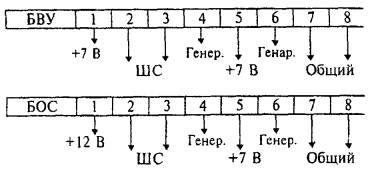 БВУ 1 2 3 4 5 6 7 8
Генер. Генар.
+7 В ШС +7 В Общий
БОС 1 2 3 4 5 6 7 8
+12 В ШС Генер. +7 В Генер. Общий